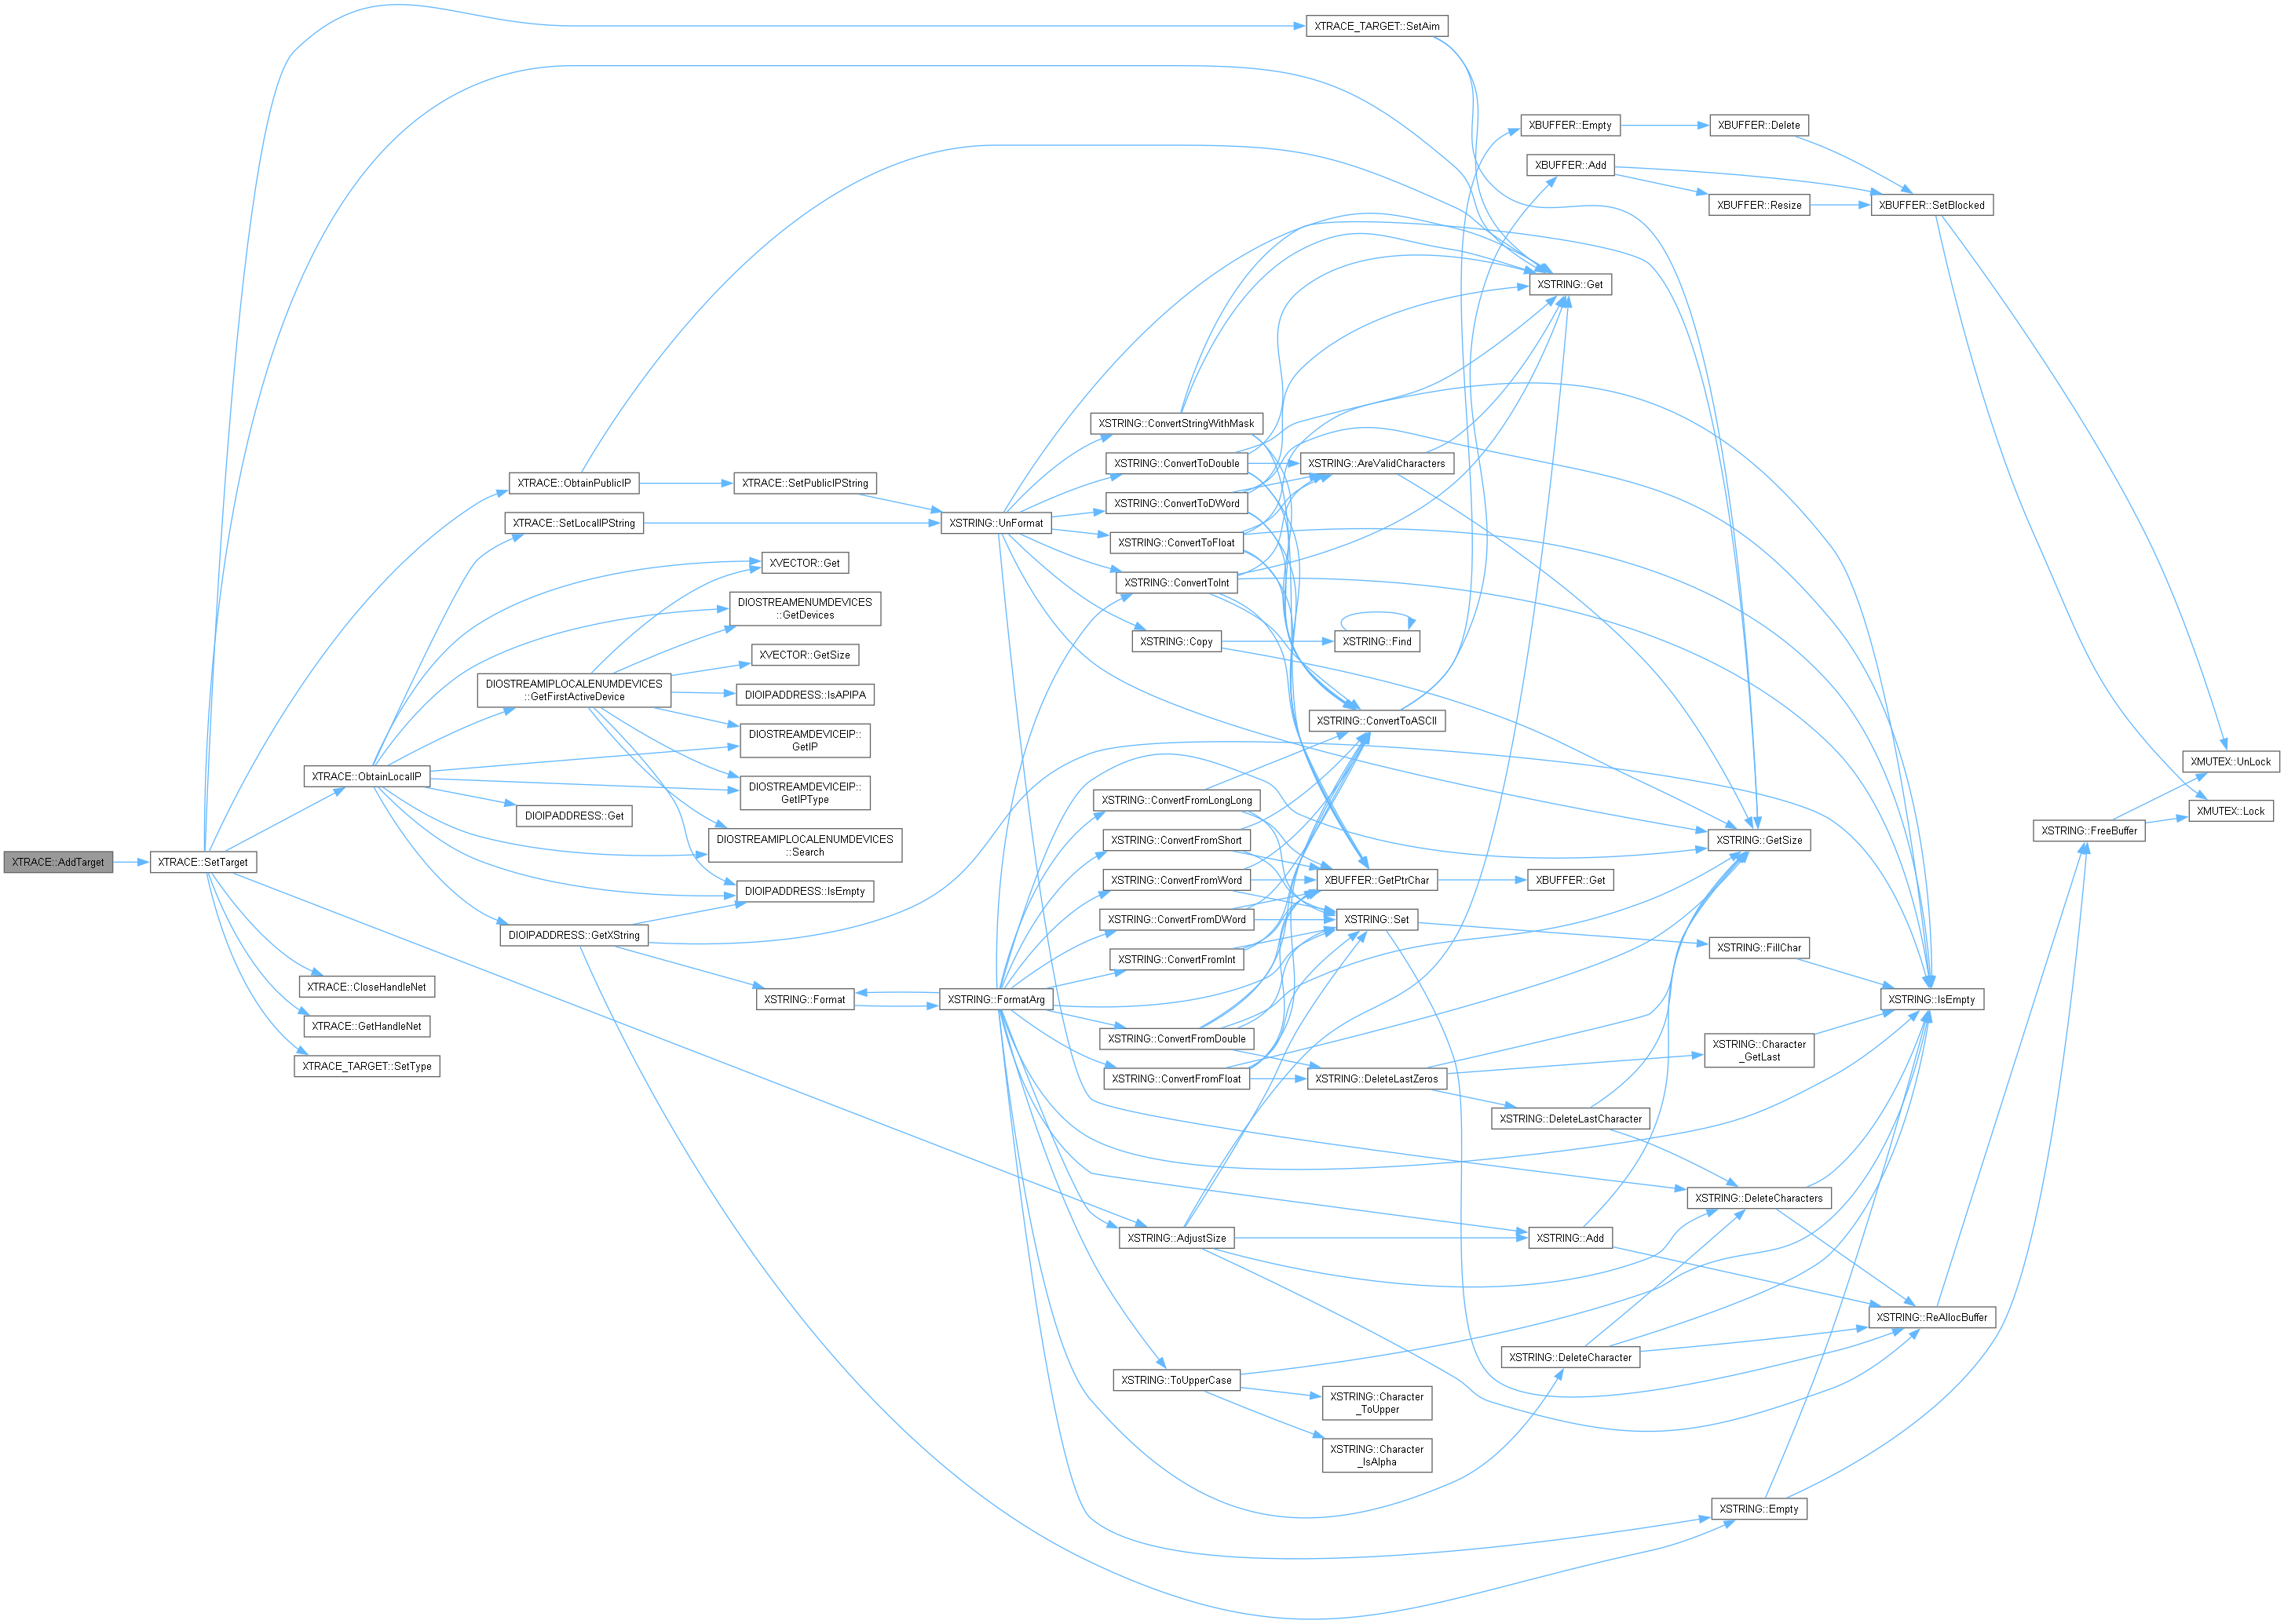 XTRACE_TARGET::SetAim
XBUFFER::Empty
XBUFFER::Delete
XBUFFER::Add
XBUFFER::Resize
XBUFFER::SetBlocked
XSTRING::Get
XSTRING::ConvertStringWithMask
XSTRING::ConvertToDouble
XSTRING::AreValidCharacters
XTRACE::ObtainPublicIP
XTRACE::SetPublicIPString
XSTRING::ConvertToDWord
XTRACE::SetLocalIPString
XSTRING::UnFormat
XSTRING::ConvertToFloat
XVECTOR::Get
XSTRING::ConvertToInt
DIOSTREAMENUMDEVICES
::GetDevices
XSTRING::Copy
XSTRING::Find
XVECTOR::GetSize
DIOSTREAMIPLOCALENUMDEVICES
::GetFirstActiveDevice
DIOIPADDRESS::IsAPIPA
XSTRING::ConvertToASCII
DIOSTREAMDEVICEIP::
GetIP
XMUTEX::UnLock
XTRACE::ObtainLocalIP
DIOSTREAMDEVICEIP::
GetIPType
XSTRING::ConvertFromLongLong
XMUTEX::Lock
DIOIPADDRESS::Get
XSTRING::FreeBuffer
XSTRING::ConvertFromShort
XSTRING::GetSize
DIOSTREAMIPLOCALENUMDEVICES
::Search
XTRACE::AddTarget
XTRACE::SetTarget
XSTRING::ConvertFromWord
XBUFFER::GetPtrChar
XBUFFER::Get
DIOIPADDRESS::IsEmpty
XSTRING::ConvertFromDWord
XSTRING::Set
DIOIPADDRESS::GetXString
XSTRING::FillChar
XSTRING::ConvertFromInt
XTRACE::CloseHandleNet
XSTRING::Format
XSTRING::FormatArg
XSTRING::IsEmpty
XTRACE::GetHandleNet
XSTRING::ConvertFromDouble
XSTRING::Character
_GetLast
XTRACE_TARGET::SetType
XSTRING::ConvertFromFloat
XSTRING::DeleteLastZeros
XSTRING::DeleteLastCharacter
XSTRING::DeleteCharacters
XSTRING::AdjustSize
XSTRING::Add
XSTRING::ReAllocBuffer
XSTRING::DeleteCharacter
XSTRING::ToUpperCase
XSTRING::Character
_ToUpper
XSTRING::Character
_IsAlpha
XSTRING::Empty